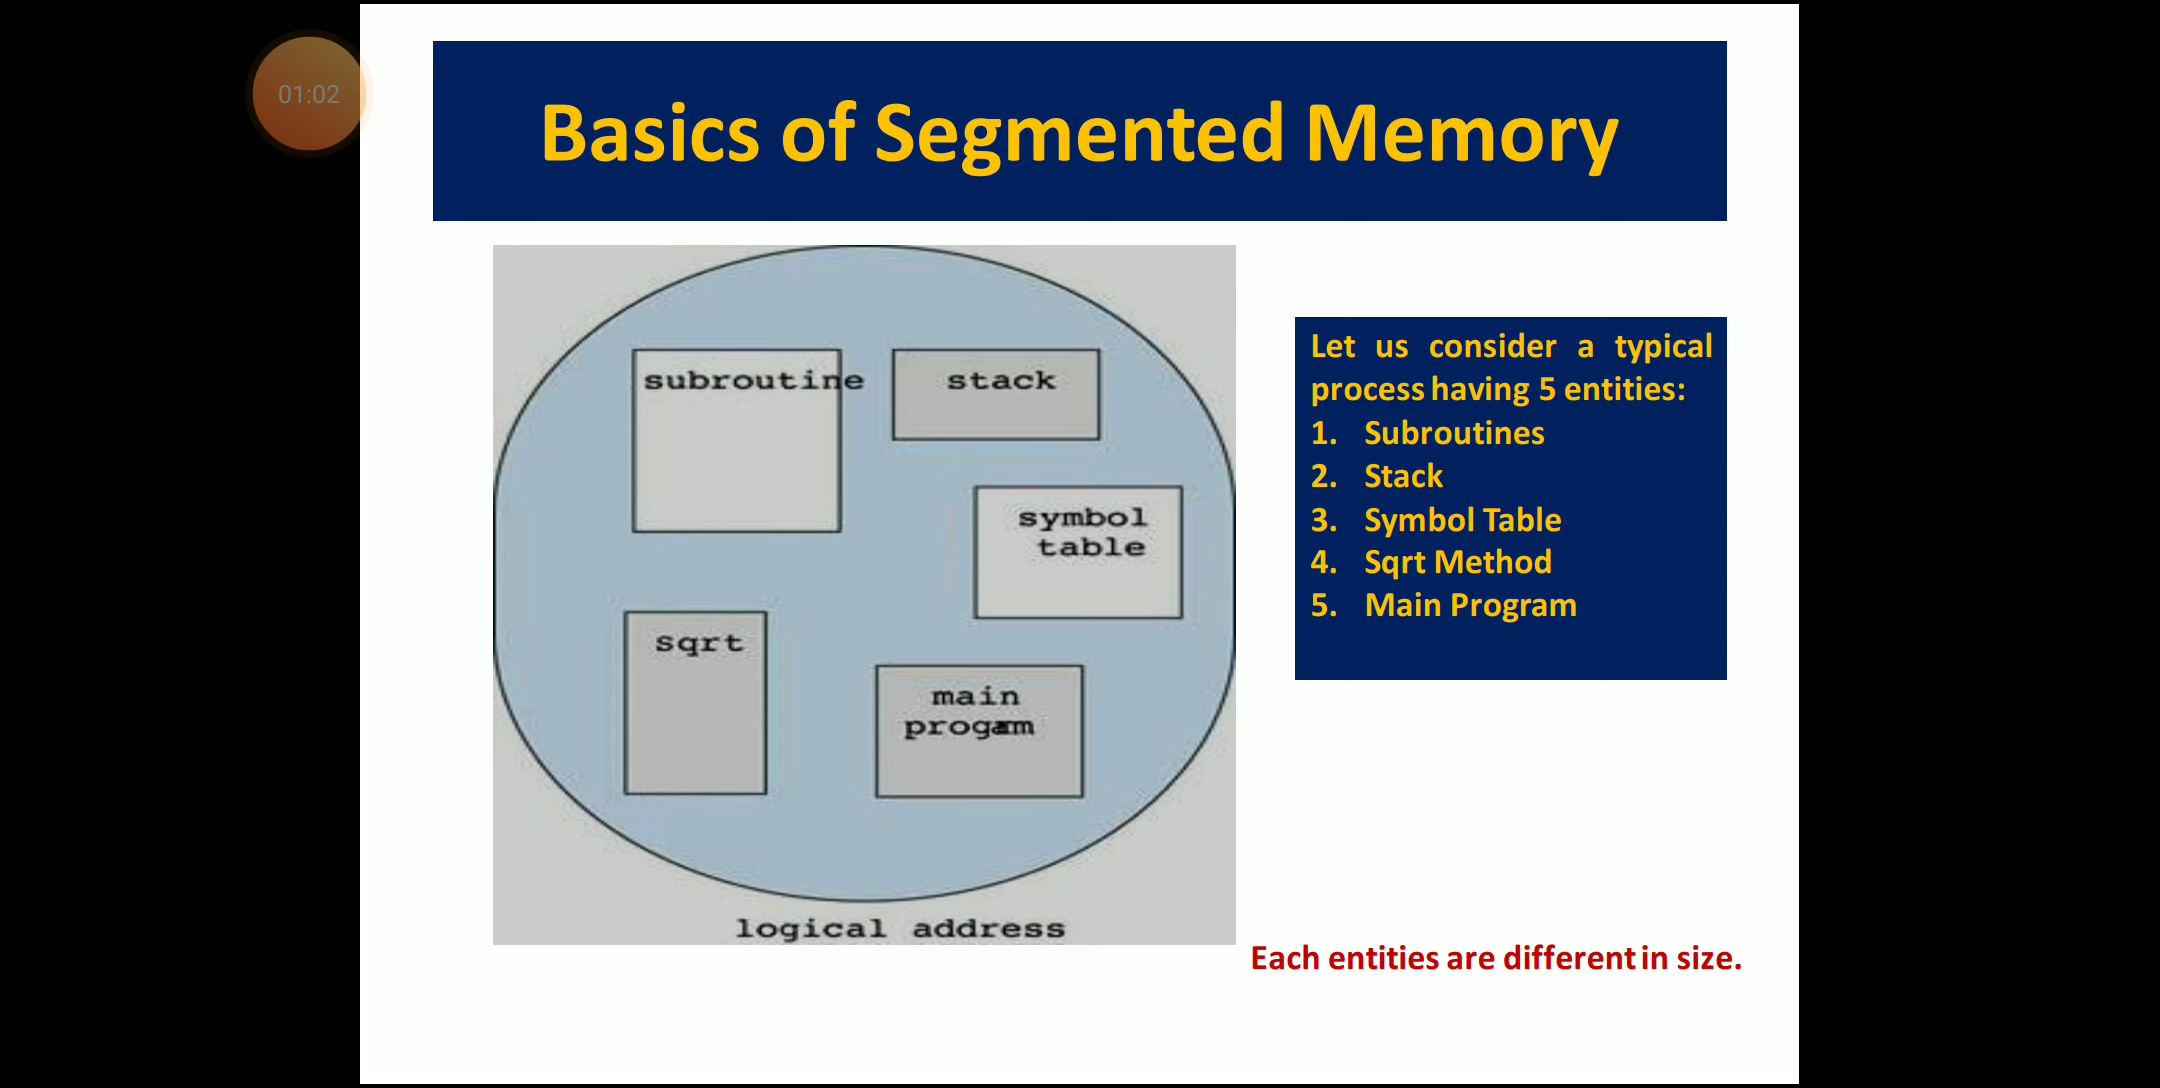 01:02
Basics of Segmented Memory
subroutine
stack
symbol
table
sqrt
main
progam
logical address
Let us consider a typical
process having 5 entities:
1. Subroutines
2. Stack
3. Symbol Table
4. Sqrt Method
5. Main Program
Each entities are different in size.